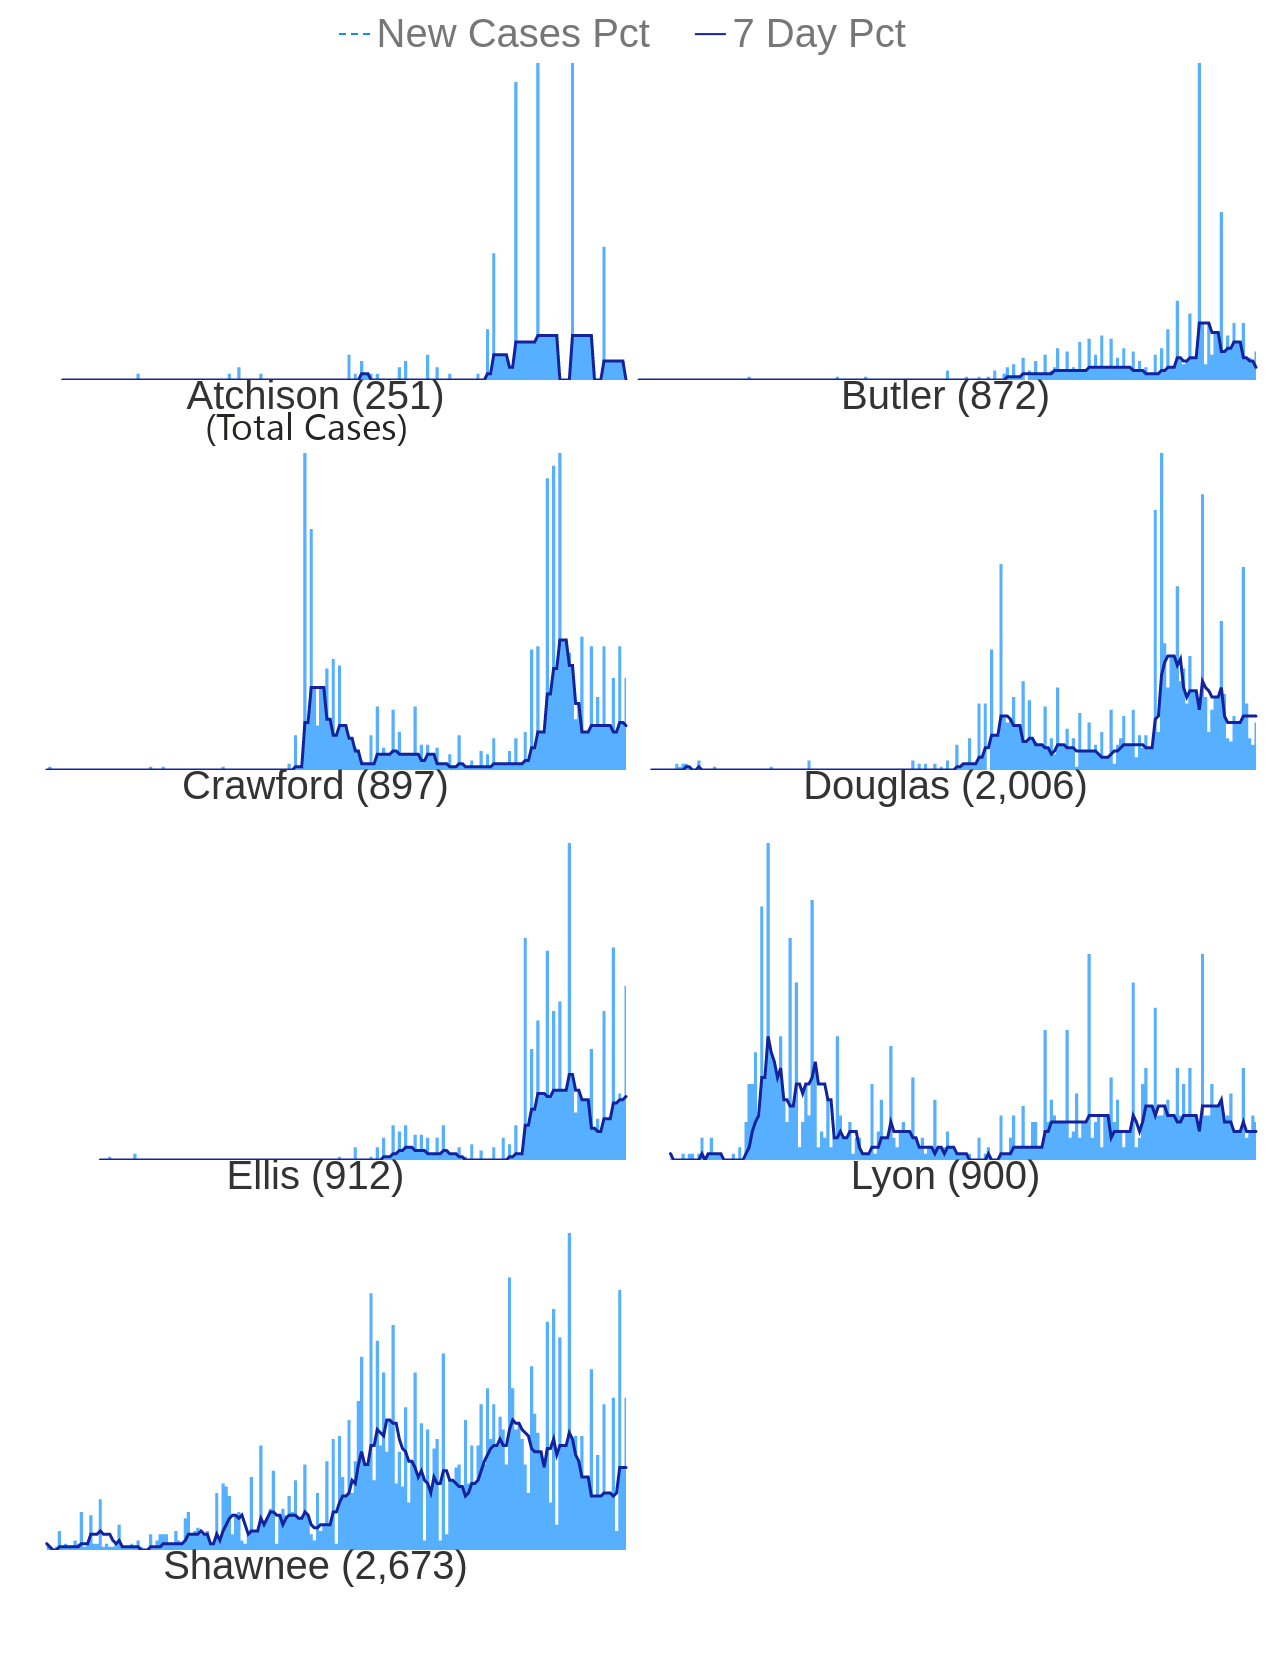 New Cases Pct 7 Day Pct
Atchison (251) Butler (872)
(Total Cases)
Crawford (897) Douglas (2,006)
Ellis (912) Lyon (900)
Shawnee (2,673)